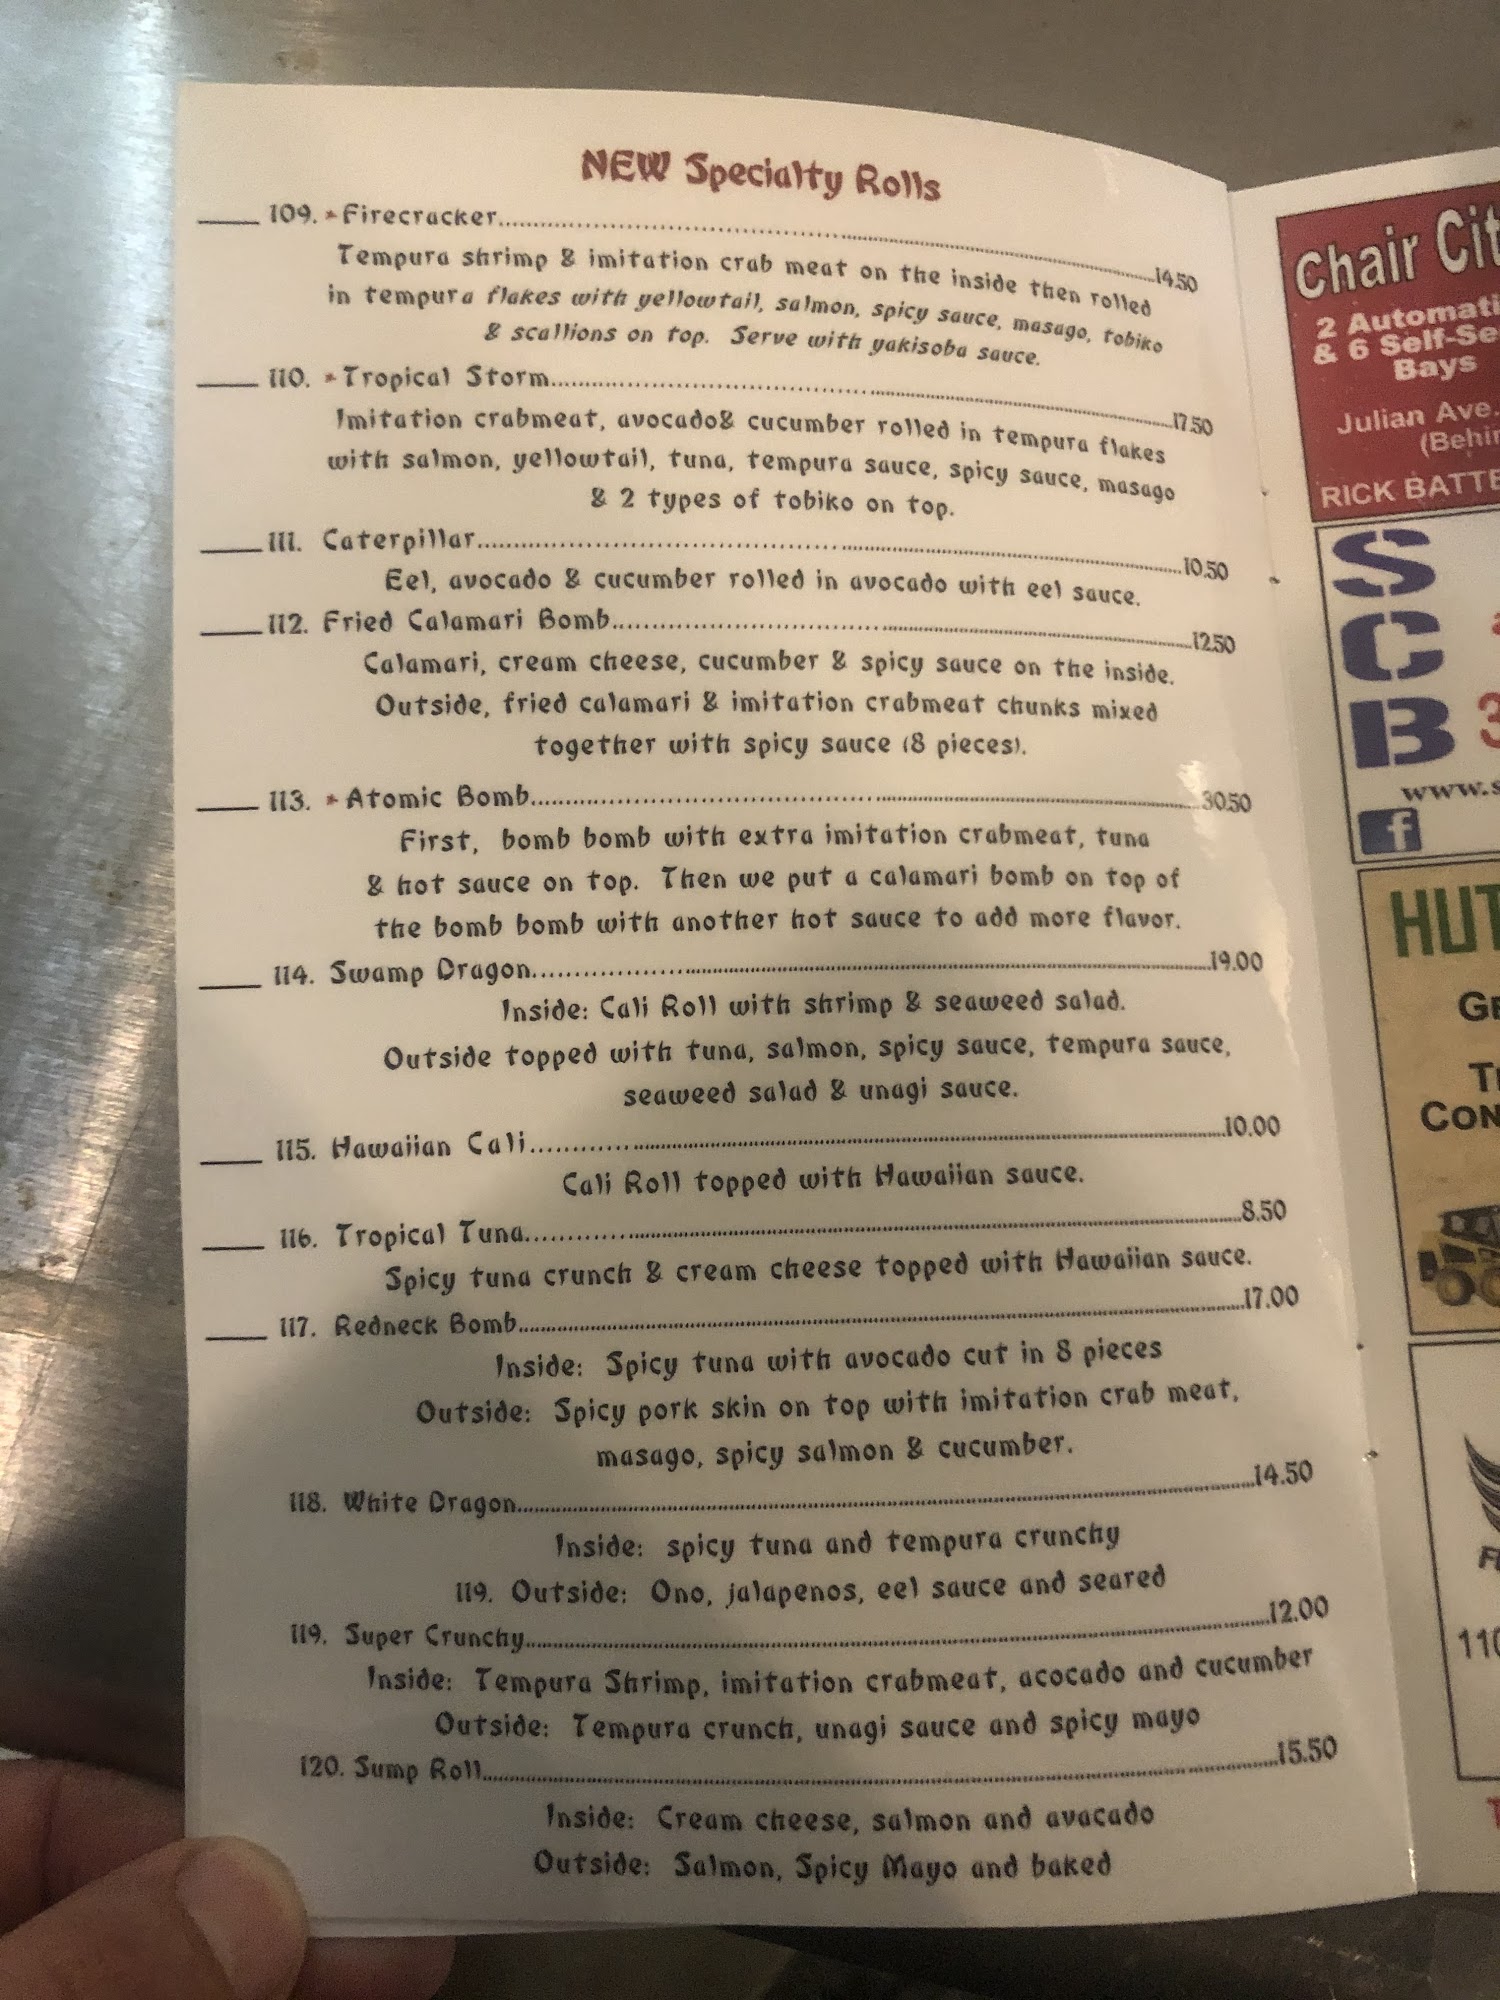 NEW Specialty Rolls
109. Firecracker 14.50
Tempura shrimp & imitation crab meat on the inside then rolled
in tempura flakes with yellowtail, salmon, spicy sauce, masago, tobiko
& scallions on top. Serve with yakisoba sauce.
110. Tropical Storm 17.50
Imitation crabmeat, avocado& cucumber rolled in tempura flakes
with salmon, yellowtail, tuna, tempura sauce, spicy sauce, masago
& 2 types of tobiko on top.
111. Caterpillar 10.50
Eel, avocado & cucumber rolled in avocado with eel sauce.
112. Fried Calamari Bomb 12.50
Calamari, cream cheese, cucumber & spicy sauce on the inside.
Outside, fried calamari & imitation crabmeat chunks mixed
together with spicy sauce (8 pieces).
113. Atomic Bomb 30.50
First, bomb bomb with extra imitation crabmeat, tuna
& hot sauce on top. Then we put a calamari bomb on top of
the bomb bomb with another hot sauce to add more flavor.
114. Swamp Dragon 19.00
Inside: Cali Roll with shrimp & seaweed salad.
Outside topped with tuna, salmon, spicy sauce, tempura sauce,
seaweed salad & unagi sauce.
115. Hawaiian Cali 10.00
Cali Roll topped with Hawaiian sauce.
116. Tropical Tuna 8.50
Spicy tuna crunch & cream cheese topped with Hawaiian sauce.
117. Redneck Bomb 17.00
Inside: Spicy tuna with avocado cut in 8 pieces
Outside: Spicy pork skin on top with imitation crab meat,
masago, spicy salmon & cucumber.
118. White Dragon 14.50
Inside: spicy tuna and tempura crunchy
119. Outside: Ono, jalapenos, eel sauce and seared
119. Super Crunchy 12.00
Inside: Tempura Shrimp, imitation crabmeat, acocado and cucumber
Outside: Tempura crunch, unagi sauce and spicy mayo
120. Sump Roll 15.50
Inside: Cream cheese, salmon and avacado
Outside: Salmon, Spicy Mayo and baked
Chair
2
& 6
Bays
Julian Ave.
RICK
S
C
B
f